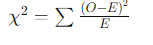 χ² = ∑ (O−E)²/E